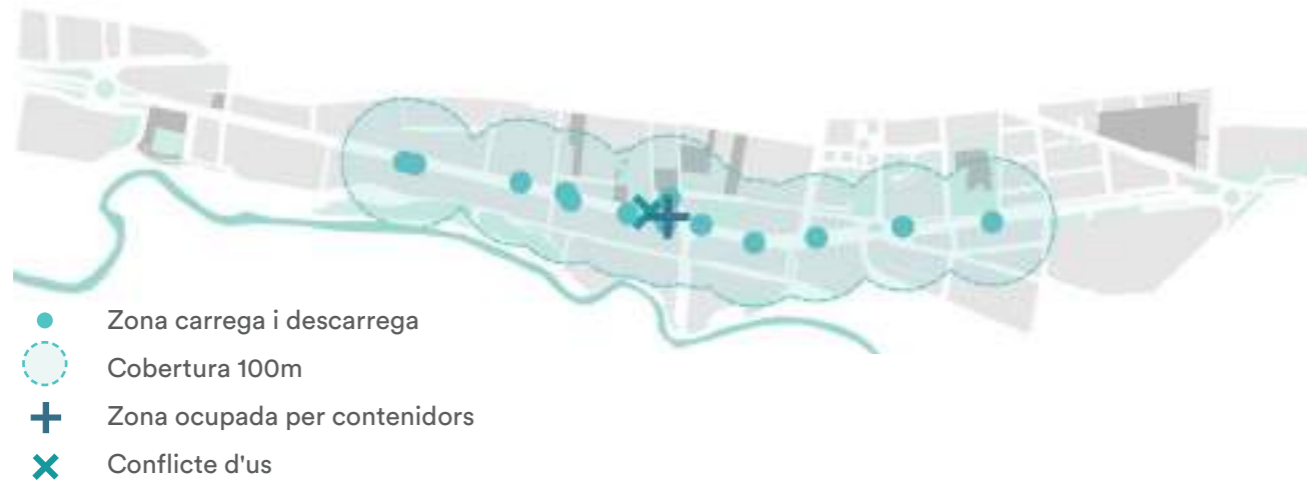 Zona carrega i descarrega
Cobertura 100m
Zona ocupada per contenidors
Conflicte d'us